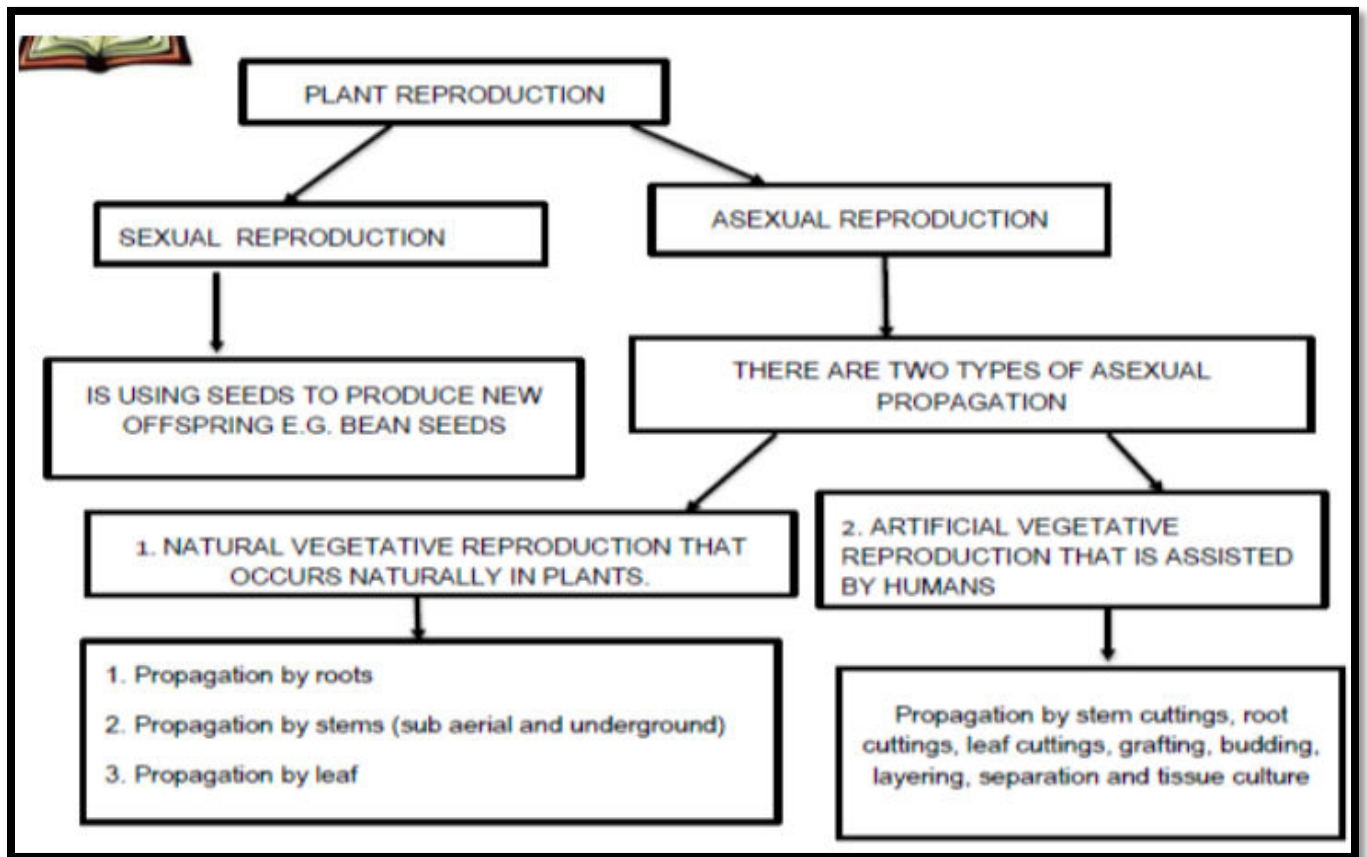 PLANT REPRODUCTION
SEXUAL REPRODUCTION
ASEXUAL REPRODUCTION
IS USING SEEDS TO PRODUCE NEW
OFFSPRING E.G. BEAN SEEDS
THERE ARE TWO TYPES OF ASEXUAL
PROPAGATION
1. NATURAL VEGETATIVE REPRODUCTION THAT
OCCURS NATURALLY IN PLANTS.
2. ARTIFICIAL VEGETATIVE
REPRODUCTION THAT IS ASSISTED
BY HUMANS
1. Propagation by roots
2. Propagation by stems (sub aerial and underground)
3. Propagation by leaf
Propagation by stem cuttings, root
cuttings, leaf cuttings, grafting, budding,
layering, separation and tissue culture